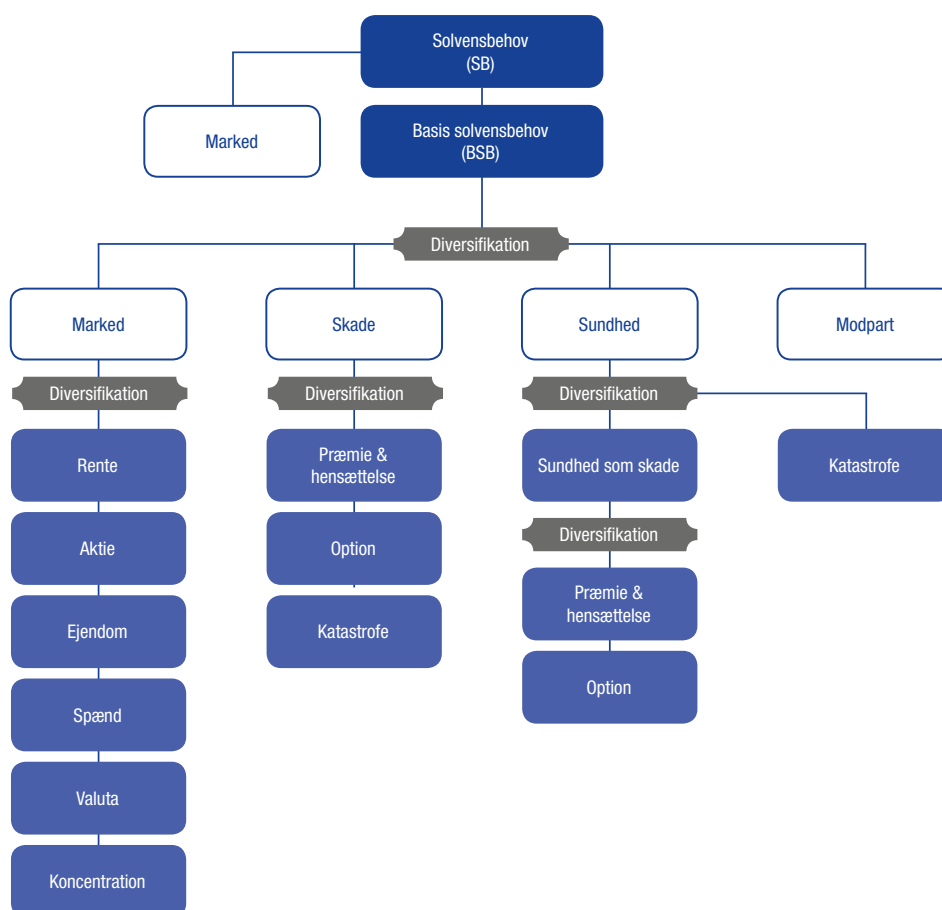 Solvensbehov
(SB)
Marked
Basis solvensbehov
(BSB)
Diversifikation
Marked
Skade
Sundhed
Modpart
Diversifikation
Diversifikation
Diversifikation
Rente
Præmie &
hensættelse
Sundhed som skade
Katastrofe
Aktie
Option
Diversifikation
Ejendom
Katastrofe
Præmie &
hensættelse
Spænd
Option
Valuta
Koncentration